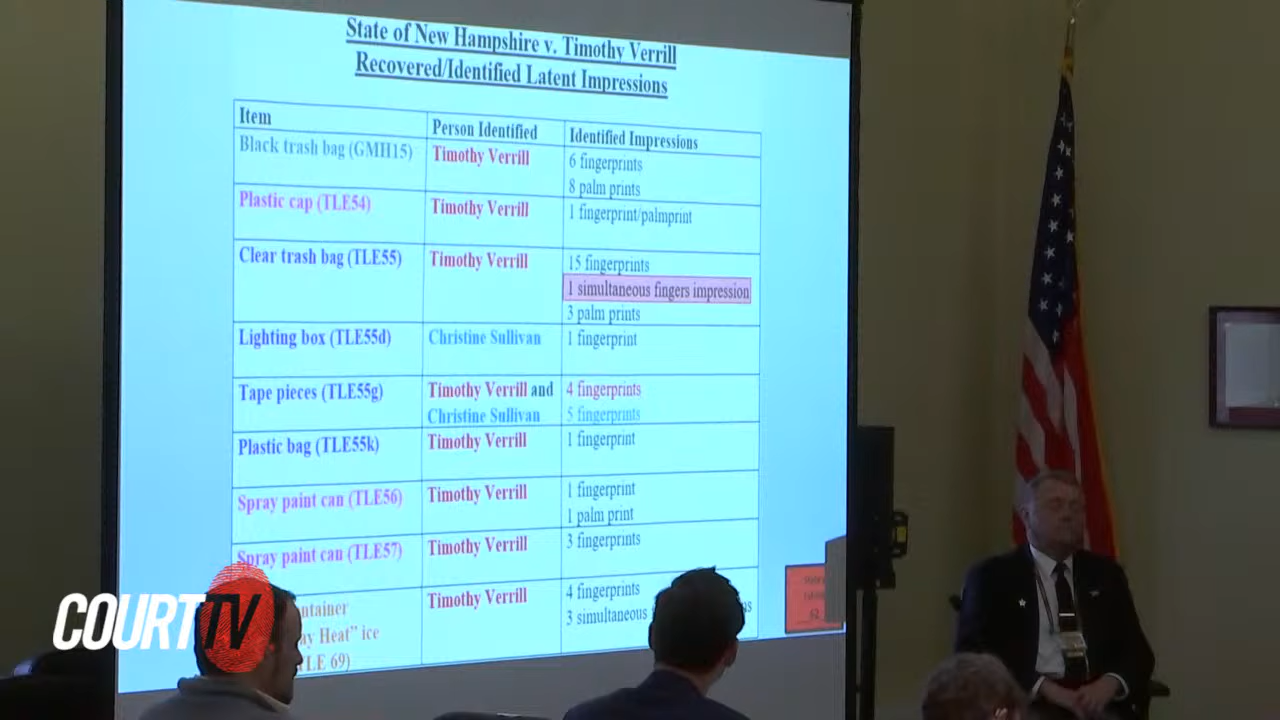 State of New Hampshire v. Timothy Verrill
Recovered/Identified Latent Impressions
Item Person Identified Identified Impressions
Black trash bag (GMH15) Timothy Verrill 6 fingerprints
8 palm prints
Plastic cap (TLE54) Timothy Verrill 1 fingerprint/palmprint
Clear trash bag (TLE55) Timothy Verrill 15 fingerprints
1 simultaneous fingers impression
3 palm prints
Lighting box (TLE55d) Christine Sullivan 1 fingerprint
Tape pieces (TLE55g) Timothy Verrill and 4 fingerprints
Christine Sullivan 5 fingerprints
Plastic bag (TLE55k) Timothy Verrill 1 fingerprint
Spray paint can (TLE56) Timothy Verrill 1 fingerprint
1 palm print
Spray paint can (TLE57) Timothy Verrill 3 fingerprints
Timothy Verrill 4 fingerprints
3 simultaneous
Heat" ice
69)
COURT TV